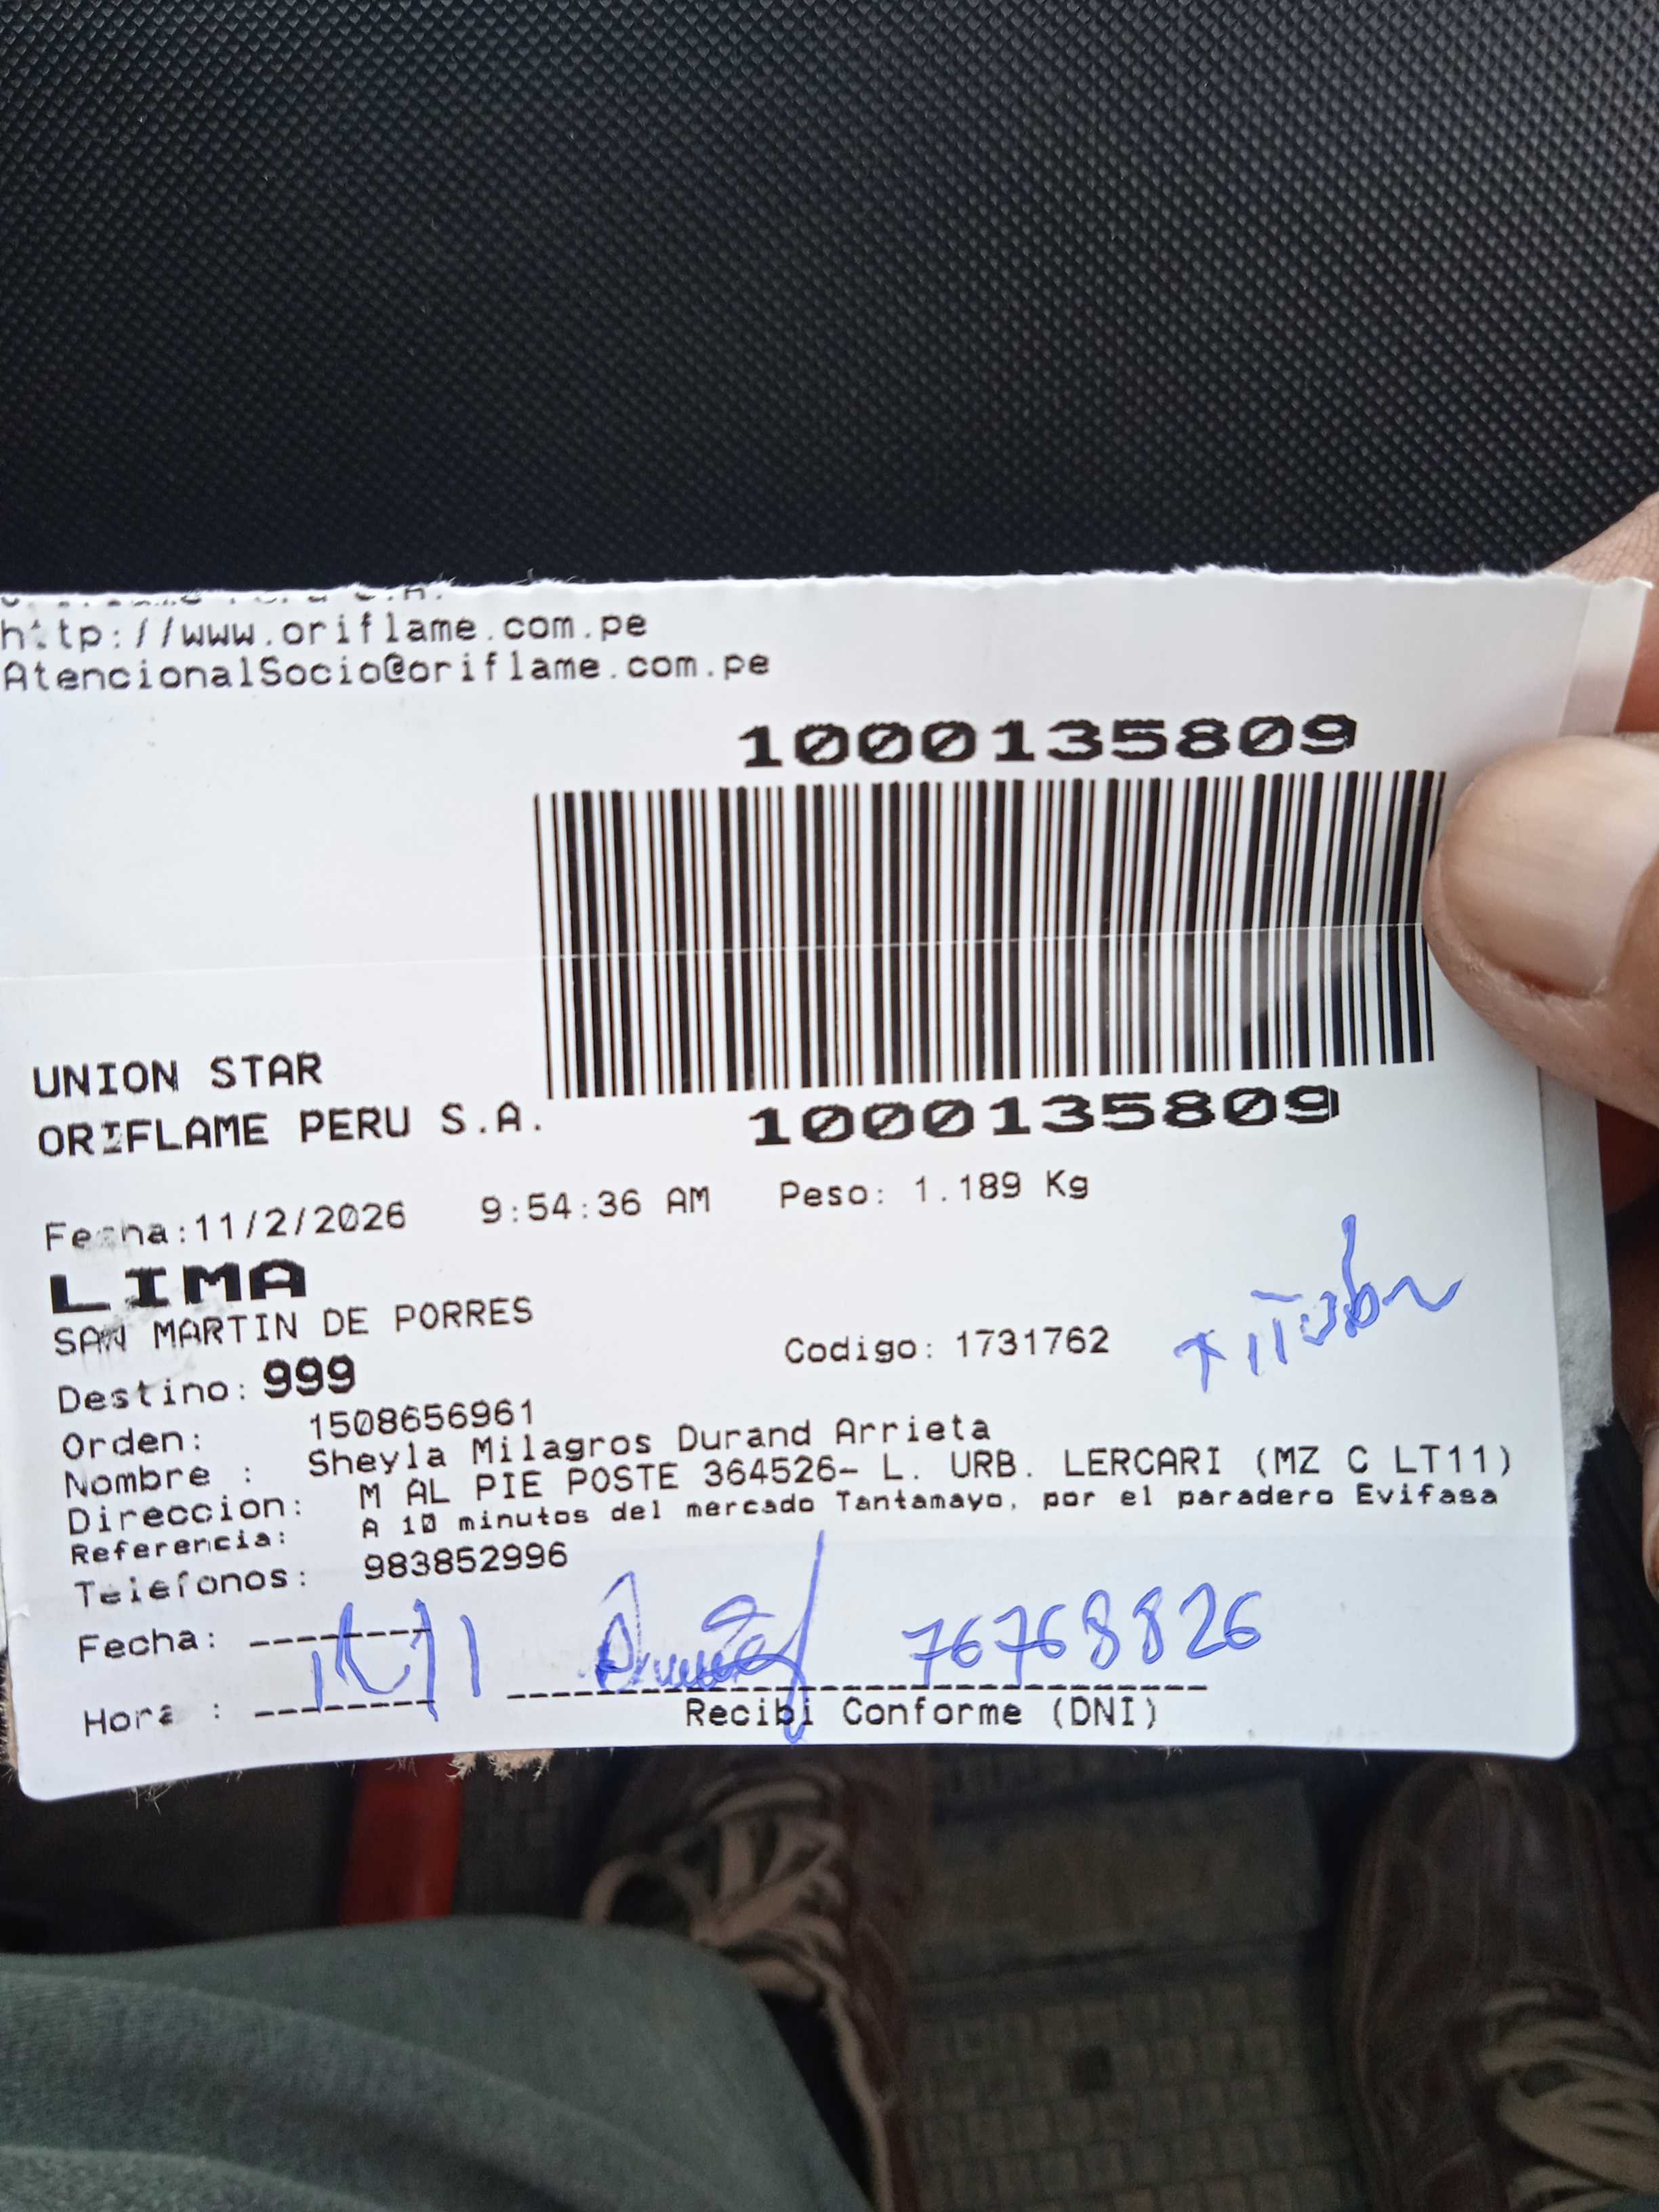 http://www.oriflame.com.pe
AtencionalSocio@oriflame.com.pe
1000135809
UNION STAR
ORIFLAME PERU S.A.
1000135809
Fecha:11/2/2026 9:54:36 AM Peso: 1.189 Kg
LIMA
SAN MARTIN DE PORRES
Destino: 999 Codigo: 1731762
Orden: 1508656961
Nombre : Sheyla Milagros Durand Arrieta
Direccion: M AL PIE POSTE 364526- L. URB. LERCARI (MZ C LT11)
Referencia: A 10 minutos del mercado Tantamayo, por el paradero Evifasa
Telefonos: 983852996
Fecha: --------
76768826
Hora : --------
Recibi Conforme (DNI)